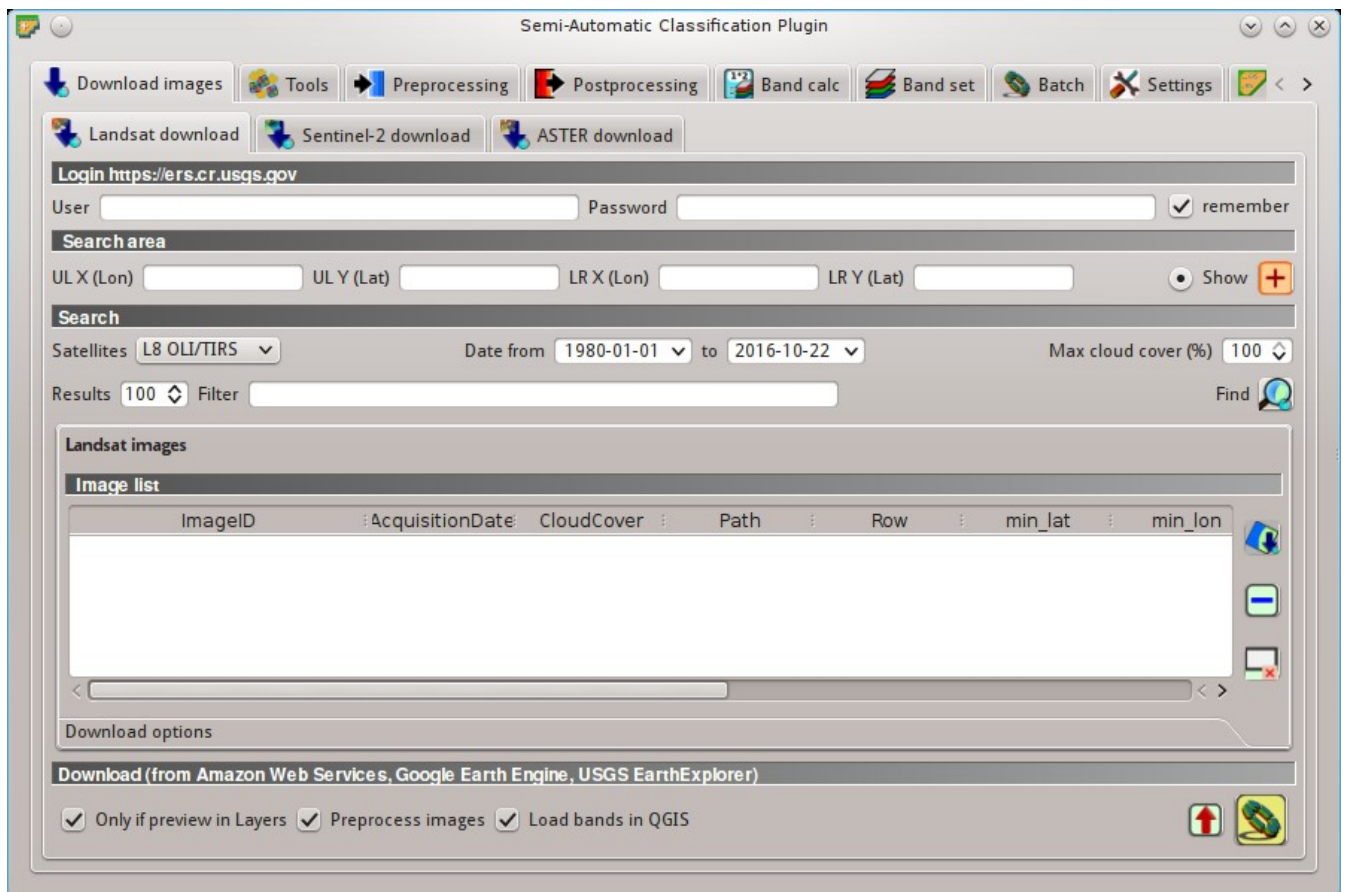 Semi-Automatic Classification Plugin
Download images Tools Preprocessing Postprocessing Band calc Band set Batch Settings
Landsat download Sentinel-2 download ASTER download
Login https://ers.cr.usgs.gov
User Password remember
Search area
UL X (Lon) UL Y (Lat) LR X (Lon) LR Y (Lat) Show
Search
Satellites L8 OLI/TIRS Date from 1980-01-01 to 2016-10-22 Max cloud cover (%) 100
Results 100 Filter Find
Landsat images
Image list
ImageID AcquisitionDate CloudCover Path Row min_lat min_lon
Download options
Download (from Amazon Web Services, Google Earth Engine, USGS EarthExplorer)
Only if preview in Layers Preprocess images Load bands in QGIS